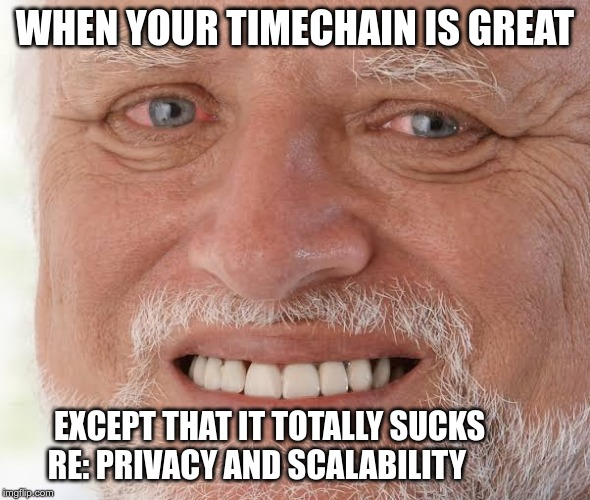 WHEN YOUR TIMECHAIN IS GREAT
EXCEPT THAT IT TOTALLY SUCKS
RE: PRIVACY AND SCALABILITY
imgflip.com